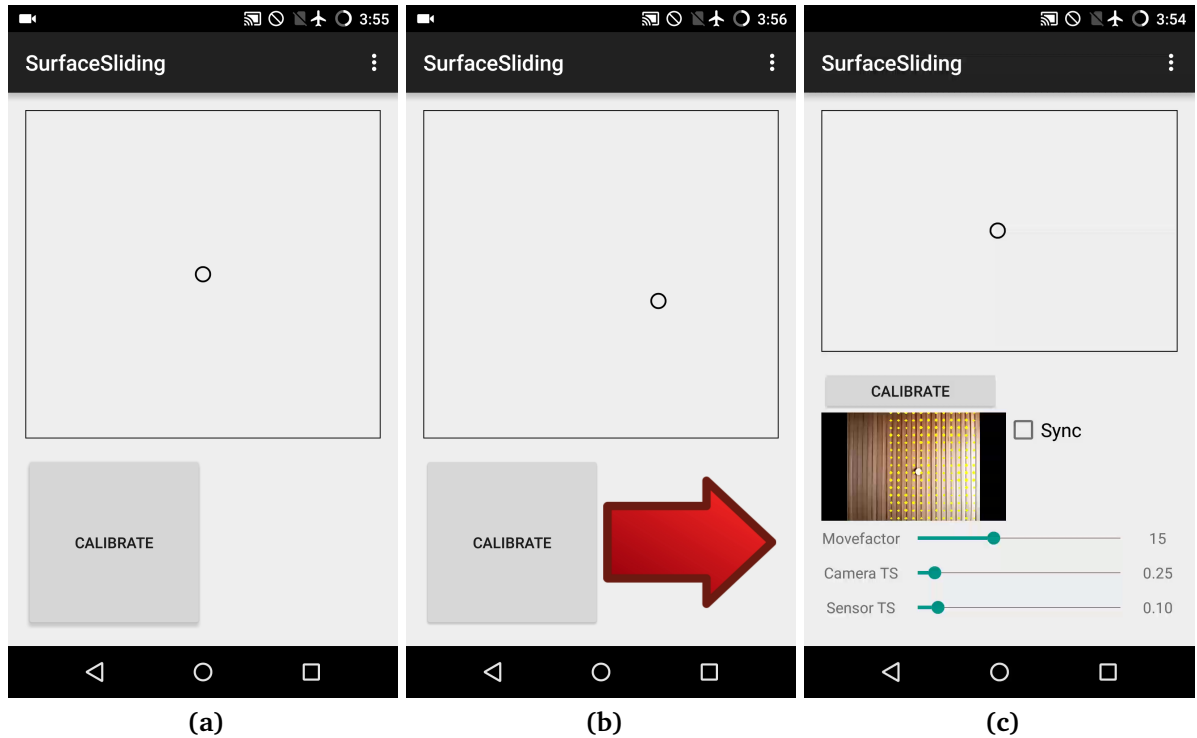 3:55
SurfaceSliding
CALIBRATE
(a)
3:56
SurfaceSliding
CALIBRATE
(b)
3:54
SurfaceSliding
CALIBRATE
Sync
Movefactor 15
Camera TS 0.25
Sensor TS 0.10
(c)